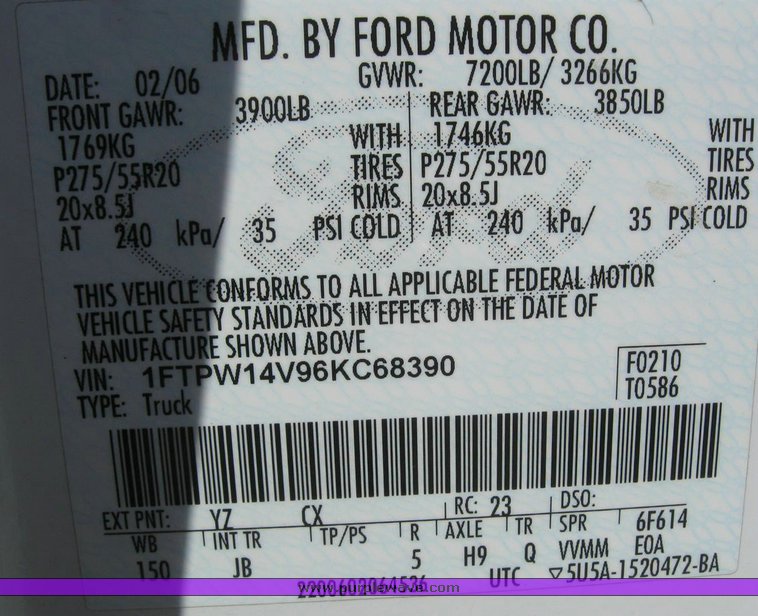 MFD. BY FORD MOTOR CO.
DATE: 02/06 GVWR: 7200LB/ 3266KG
FRONT GAWR: 3900LB REAR GAWR: 3850LB
1769KG WITH 1746KG WITH
P275/55R20 TIRES P275/55R20 TIRES
20x8.5J RIMS 20x8.5J RIMS
AT 240 kPa/ 35 PSI COLD AT 240 kPa/ 35 PSI COLD
Ford
THIS VEHICLE CONFORMS TO ALL APPLICABLE FEDERAL MOTOR
VEHICLE SAFETY STANDARDS IN EFFECT ON THE DATE OF
MANUFACTURE SHOWN ABOVE.
VIN: 1FTPW14V96KC68390 F0210
TYPE: Truck T0586
EXT PNT: YZ CX RC: 23 DSO:
WB INT TR TP/PS R AXLE TR SPR 6F614
150 JB 5 H9 Q VVMM EOA
UTC ▽5U5A-1520472-BA
www.purplewave.com